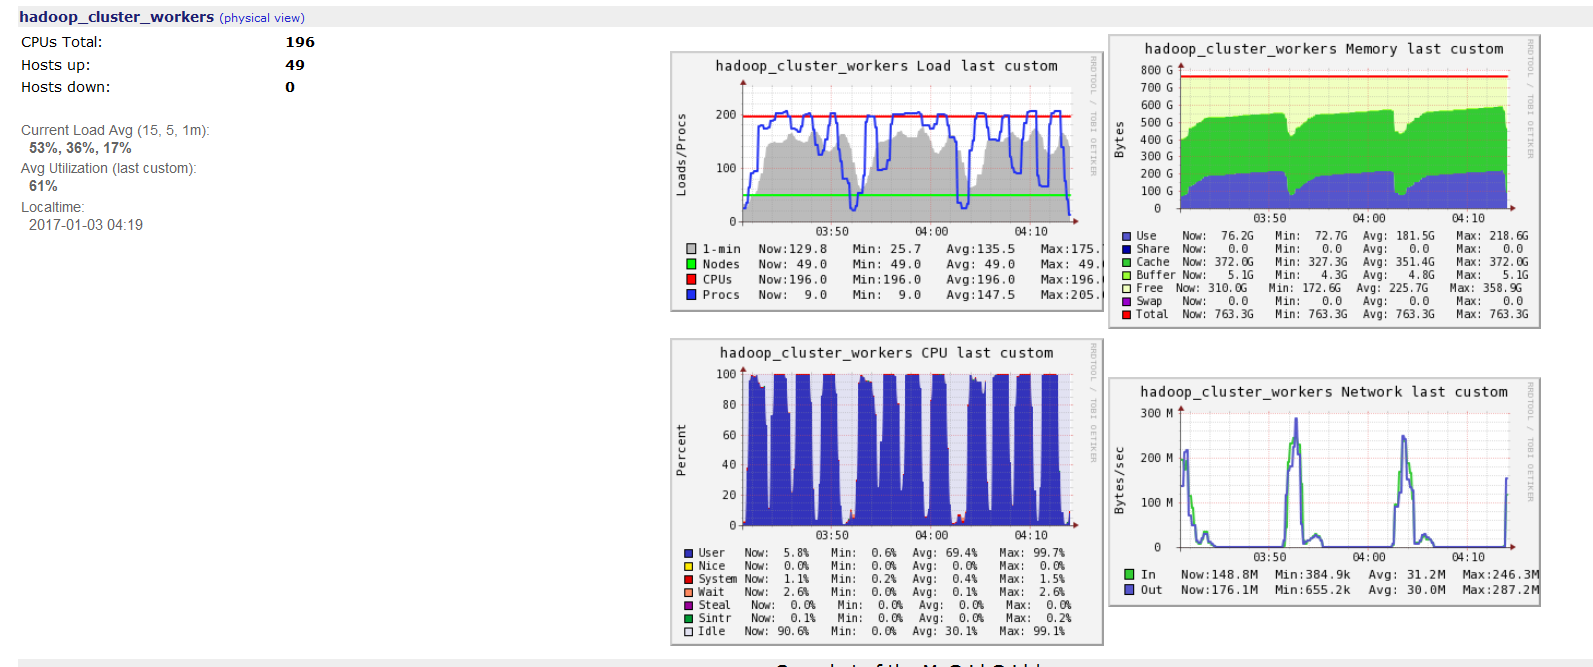 hadoop_cluster_workers (physical view)
CPUs Total: 196
Hosts up: 49
Hosts down: 0
Current Load Avg (15, 5, 1m):
53%, 36%, 17%
Avg Utilization (last custom):
61%
Localtime:
2017-01-03 04:19
hadoop_cluster_workers Load last custom
RRDTOOL / TOBI OETIKER
Loads/Procs
200
100
0
03:50 04:00 04:10
1-min Now:129.8 Min: 25.7 Avg:135.5 Max:175.
Nodes Now: 49.0 Min: 49.0 Avg: 49.0 Max: 49.
CPUs Now:196.0 Min:196.0 Avg:196.0 Max:196.
Procs Now: 9.0 Min: 9.0 Avg:147.5 Max:205.
hadoop_cluster_workers Memory last custom
RRDTOOL / TOBI OETIKER
Bytes
800 G
700 G
600 G
500 G
400 G
300 G
200 G
100 G
0
03:50 04:00 04:10
Use Now: 76.2G Min: 72.7G Avg: 181.5G Max: 218.6G
Share Now: 0.0 Min: 0.0 Avg: 0.0 Max: 0.0
Cache Now: 372.0G Min: 327.3G Avg: 351.4G Max: 372.0G
Buffer Now: 5.1G Min: 4.3G Avg: 4.8G Max: 5.1G
Free Now: 310.0G Min: 172.6G Avg: 225.7G Max: 358.9G
Swap Now: 0.0 Min: 0.0 Avg: 0.0 Max: 0.0
Total Now: 763.3G Min: 763.3G Avg: 763.3G Max: 763.3G
hadoop_cluster_workers CPU last custom
RRDTOOL / TOBI OETIKER
Percent
100
80
60
40
20
0
03:50 04:00 04:10
User Now: 5.8% Min: 0.6% Avg: 69.4% Max: 99.7%
Nice Now: 0.0% Min: 0.0% Avg: 0.0% Max: 0.0%
System Now: 1.1% Min: 0.2% Avg: 0.4% Max: 1.5%
Wait Now: 2.6% Min: 0.0% Avg: 0.1% Max: 2.6%
Steal Now: 0.0% Min: 0.0% Avg: 0.0% Max: 0.0%
Sintr Now: 0.1% Min: 0.0% Avg: 0.0% Max: 0.2%
Idle Now: 90.6% Min: 0.0% Avg: 30.1% Max: 99.1%
hadoop_cluster_workers Network last custom
RRDTOOL / TOBI OETIKER
Bytes/sec
300 M
200 M
100 M
0
03:50 04:00 04:10
In Now:148.8M Min:384.9k Avg: 31.2M Max:246.3M
Out Now:176.1M Min:655.2k Avg: 30.0M Max:287.2M